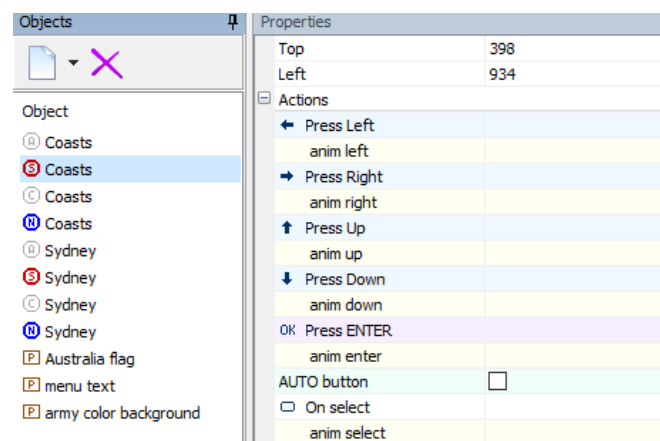 Objects
Object
A Coasts
S Coasts
C Coasts
N Coasts
A Sydney
S Sydney
C Sydney
N Sydney
P Australia flag
P menu text
P army color background
Properties
Top 398
Left 934
Actions
Press Left
anim left
Press Right
anim right
Press Up
anim up
Press Down
anim down
OK Press ENTER
anim enter
AUTO button
On select
anim select